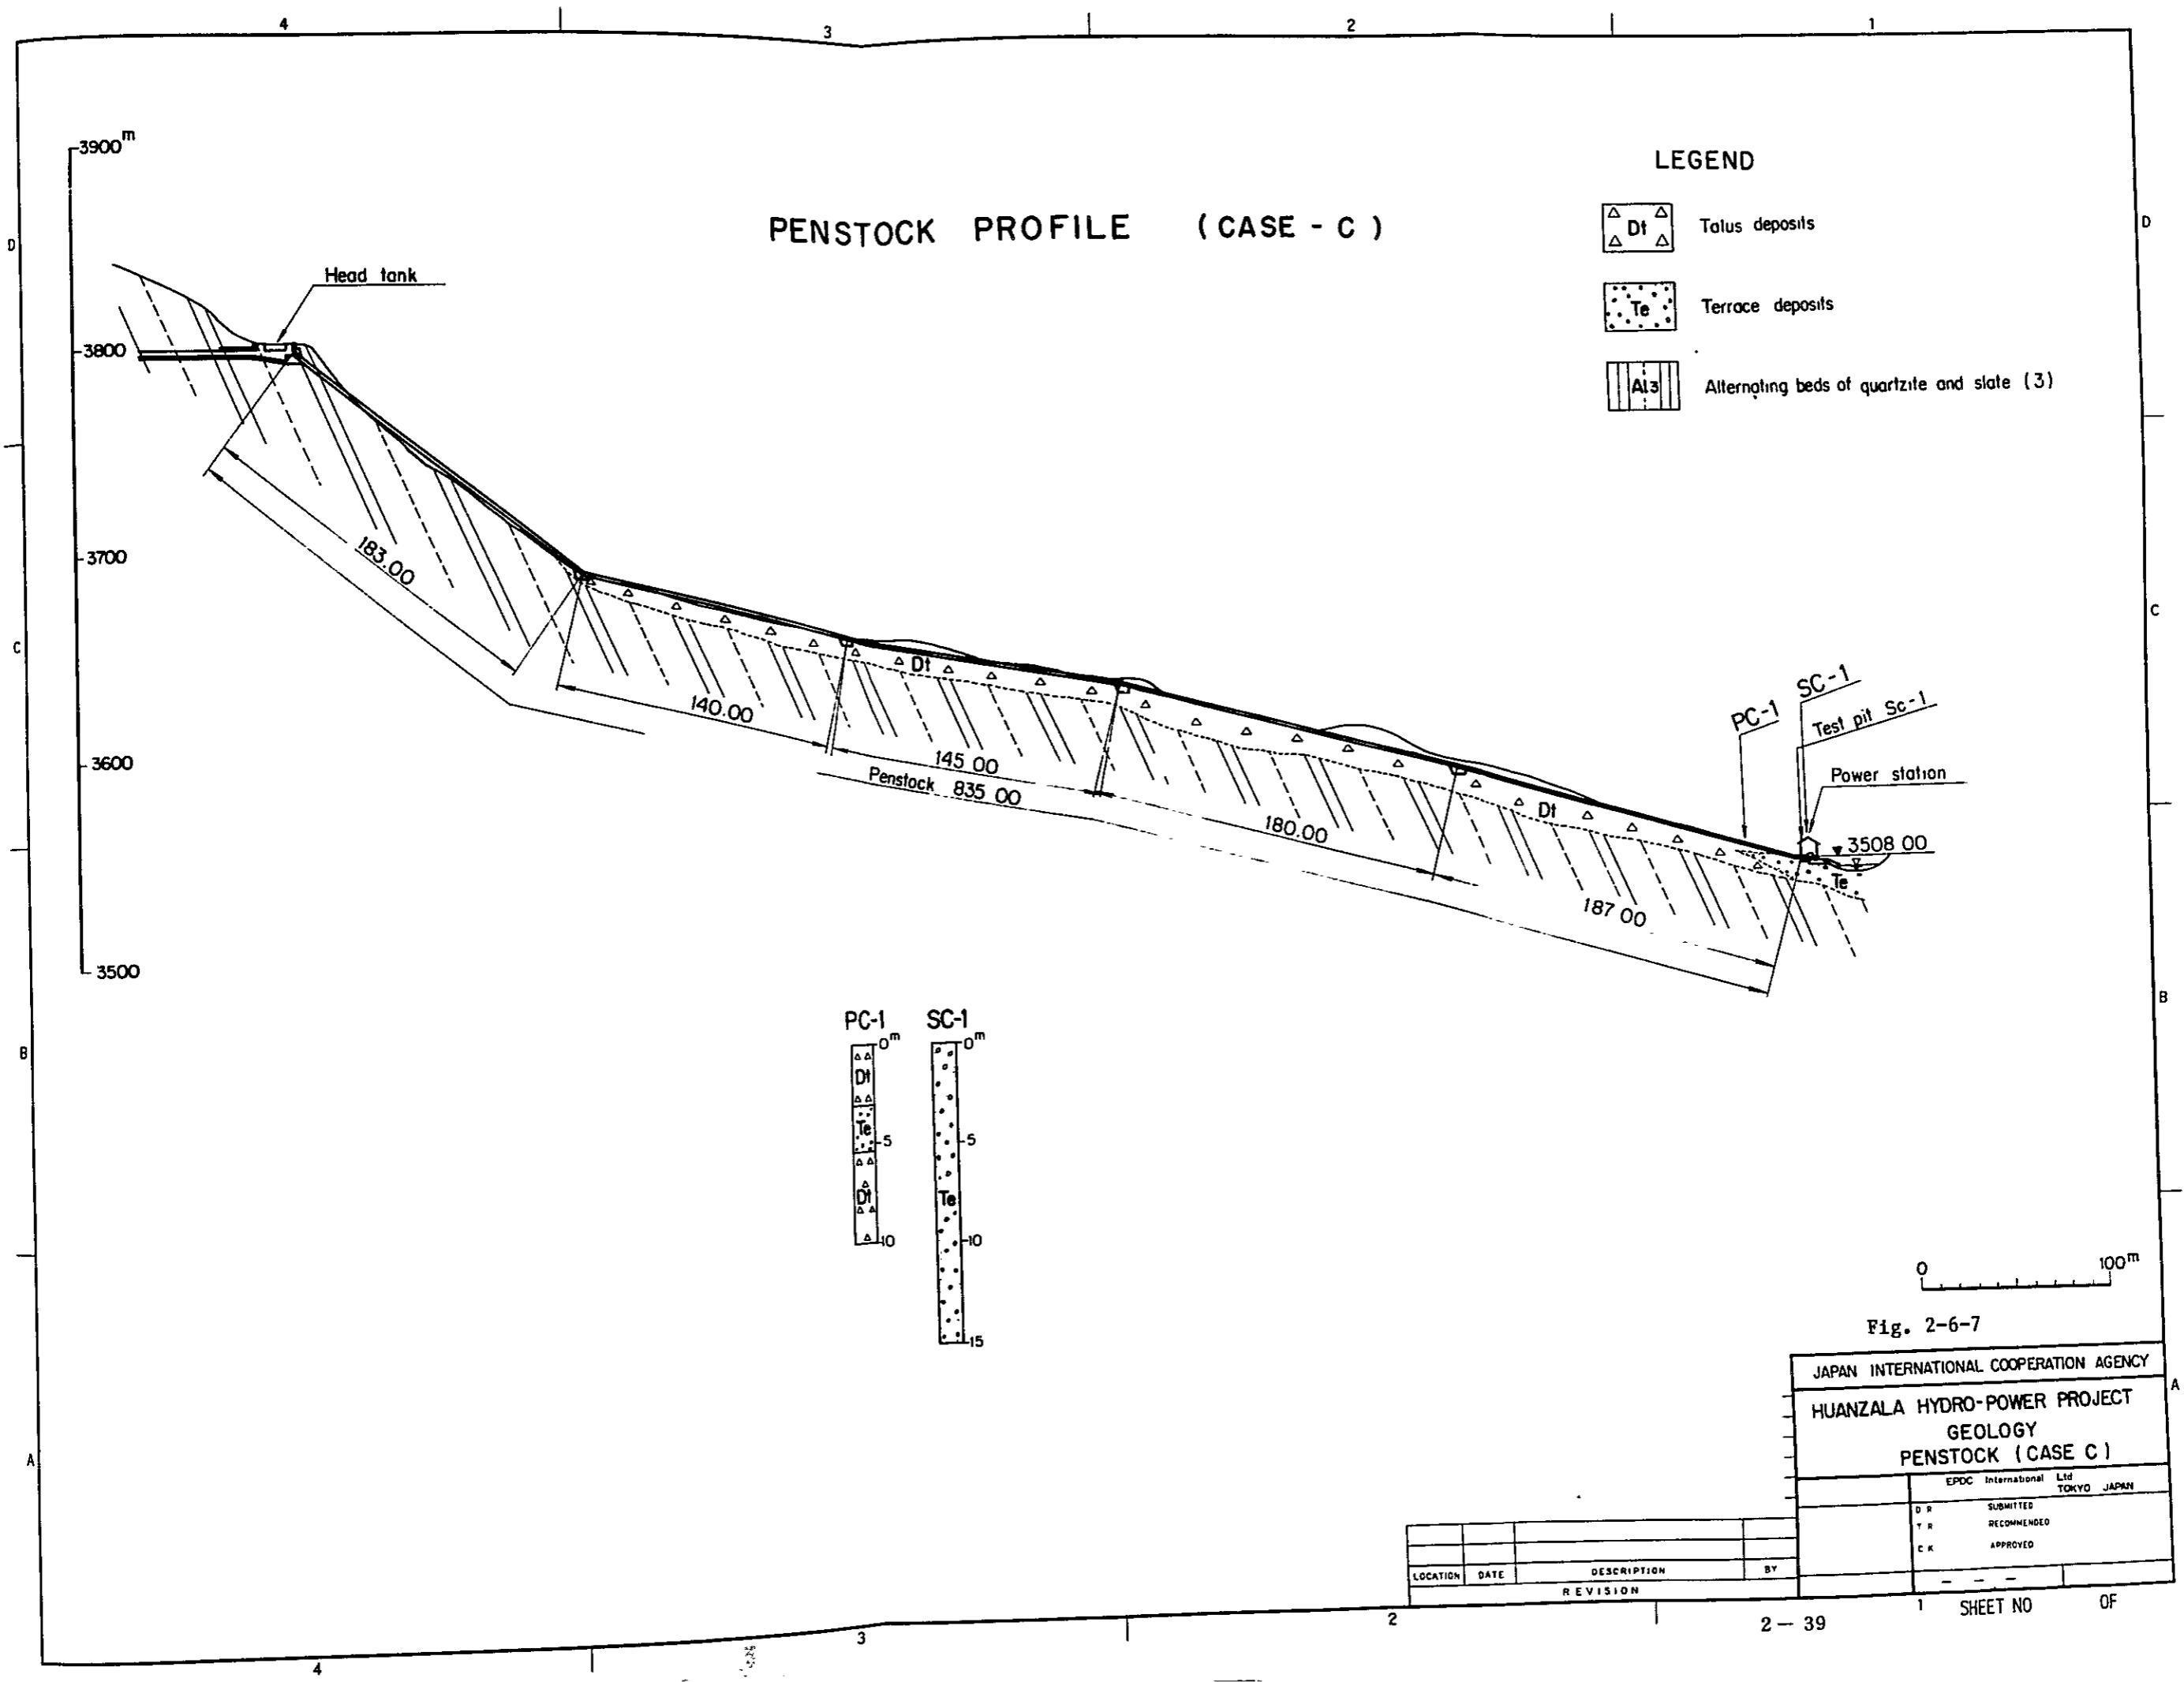 4
3
2
1
3900m
LEGEND
PENSTOCK PROFILE (CASE - C)
Dt Talus deposits
Head tank
Te Terrace deposits
3800
Al3 Alternating beds of quartzite and slate (3)
D
D
3700
183.00
C
C
Dt
140.00
SC-1
PC-1
Test pit Sc-1
3600
145 00
Penstock 835 00
Power station
Dt
180.00
3508 00
Te
187 00
3500
B
B
PC-1 SC-1
0m
0m
Dt
Te
5
5
Dt
Te
10
10
15
0 100m
Fig. 2-6-7
JAPAN INTERNATIONAL COOPERATION AGENCY
HUANZALA HYDRO-POWER PROJECT
GEOLOGY
PENSTOCK (CASE C)
A
A
EPDC International Ltd
TOKYO JAPAN
D R SUBMITTED
T R RECOMMENDED
C K APPROVED
LOCATION DATE DESCRIPTION BY
REVISION
- - -
1 SHEET NO OF
2-39
4
3
2